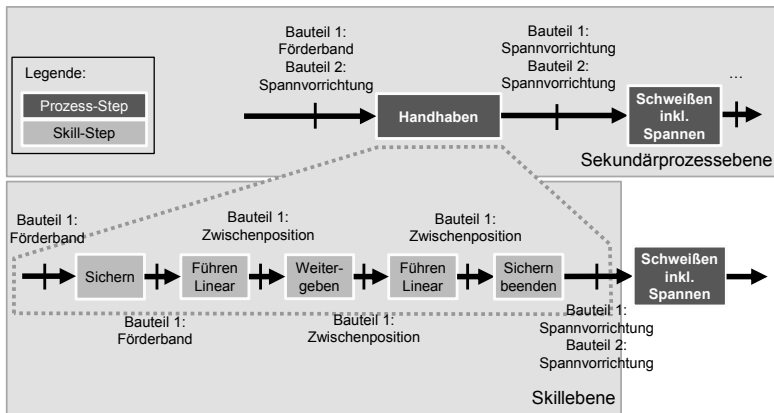 Legende:
Prozess-Step
Skill-Step
Bauteil 1:
Förderband
Bauteil 2:
Spannvorrichtung
Handhaben
Bauteil 1:
Spannvorrichtung
Bauteil 2:
Spannvorrichtung
Schweißen
inkl.
Spannen
...
Sekundärprozessebene
Bauteil 1:
Förderband
Sichern
Bauteil 1:
Förderband
Führen
Linear
Bauteil 1:
Zwischenposition
Weiter-
geben
Bauteil 1:
Zwischenposition
Führen
Linear
Bauteil 1:
Zwischenposition
Sichern
beenden
Bauteil 1:
Spannvorrichtung
Bauteil 2:
Spannvorrichtung
Schweißen
inkl.
Spannen
Skillebene